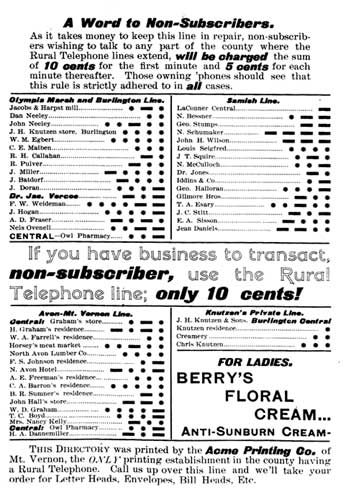 A Word to Non-Subscribers.
As it takes money to keep this line in repair, non-subscrib-
ers wishing to talk to any part of the county where the
Rural Telephone lines extend, will be charged the sum
of 10 cents for the first minute and 5 cents for each
minute thereafter. Those owning 'phones should see that
this rule is strictly adhered to in all cases.
Olympia Marsh and Burlington Line.
Jacobs & Harpst mill
Dan Neeley
John Neeley
J. H. Knutzen store, Burlington
W. M. Egbert
C. E. Malten
R. H. Callahan
R. Pulver
J. Miller
J. Batdorf
J. Doran
Dr. Jas. Vercoe
F. W. Weideman
J. Hogan
A. D. Fraser
Nels Ovenell
CENTRAL—Owl Pharmacy
Samish Line.
LaConner Central
N. Bessner
Geo. Stumps
N. Schumaker
John H. Wilson
Louis Seigfred
J T. Squire
N. McCulloch
Dr. Jones
Iddins & Co
Geo. Halloran
Gilmore Bros
T. A. Esary
J. C. Stitt
E. A. Sisson
Jean Daniels
If you have business to transact,
non-subscriber, use the Rural
Telephone line; only 10 cents!
Avon-Mt. Vernon Line.
Central: Graham's store
H. Graham's residence
W. A. Farrell's residence
Horsey's meat market
North Avon Lumber Co
F. S. Johnson residence
N. Avon Hotel
A. E. Freeman's residence
C. A. Barron's residence
B. R. Sumner's residence
John Hall's store
W. D. Graham
T. C. Boyd
Mrs. Nancy Kelly
Central: Owl Pharmacy
H. A. Dannemiller
Knutzen's Private Line.
J. H. Knutzen & Sons, Burlington Central
Knutzen residence
Creamery
Chris Knutzen
FOR LADIES.
BERRY'S
FLORAL
CREAM...
ANTI-SUNBURN CREAM-
THIS DIRECTORY was printed by the Acme Printing Co. of
Mt. Vernon, the ONLY printing establishment in the county having
a Rural Telephone. Call us up over this line and we'll take your
order for Letter Heads, Envelopes, Bill Heads, Etc.